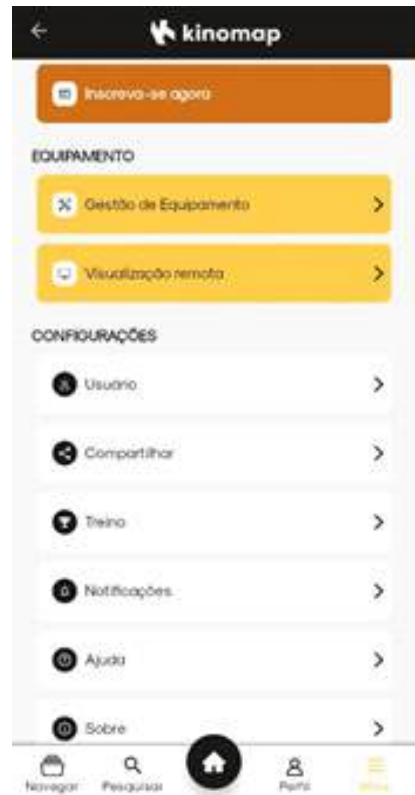 kinomap
Inscreva-se agora
EQUIPAMENTO
Gestão de Equipamento
Visualização remota
CONFIGURAÇÕES
Usuário
Compartilhar
Treino
Notificações
Ajuda
Sobre
Navegar Pesquisar Perfil